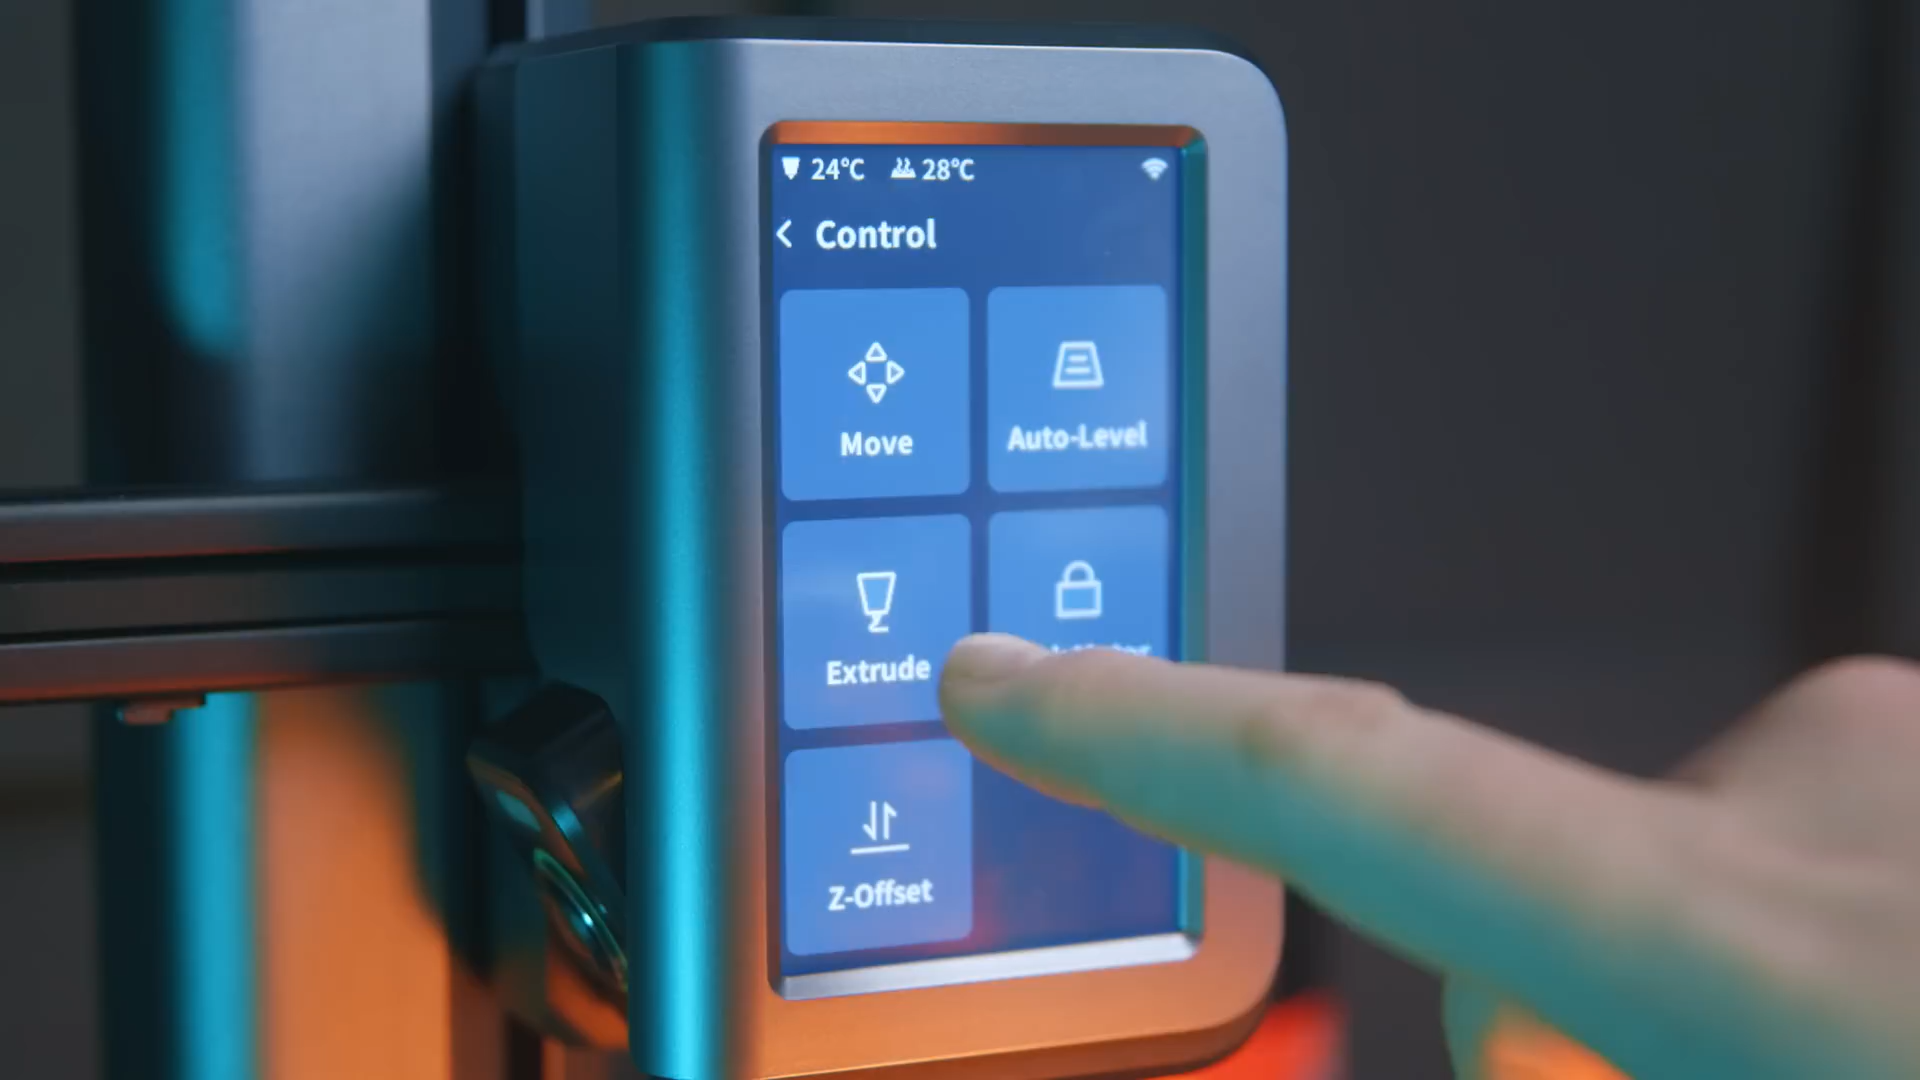 24°C 28°C
Control
Move
Auto-Level
Extrude
Z-Offset